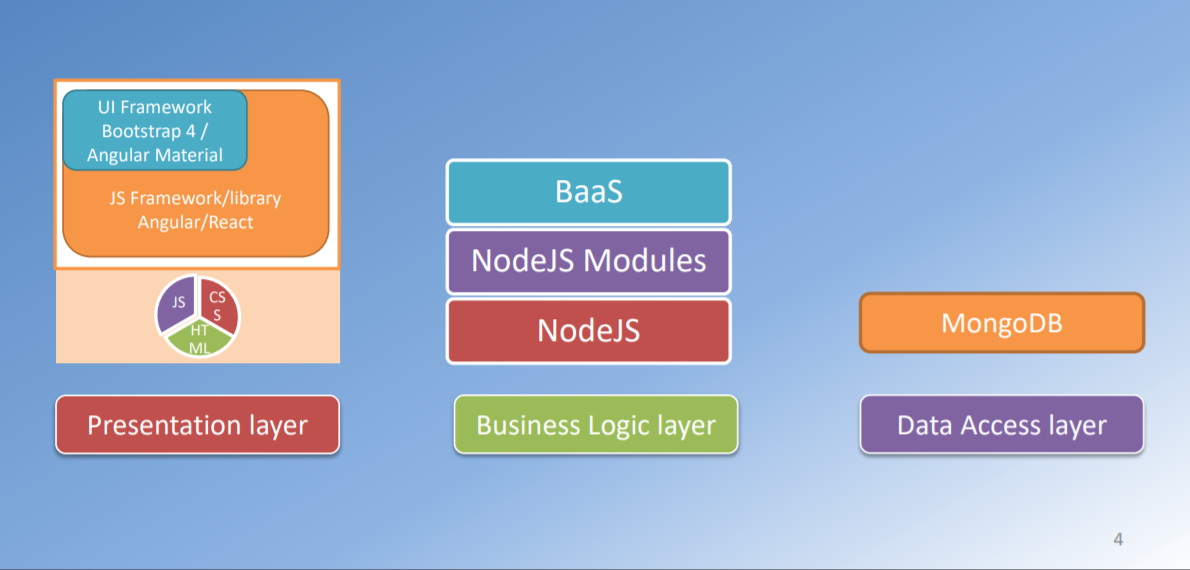 UI Framework
Bootstrap 4 /
Angular Material
JS Framework/library
Angular/React
JS
CS
S
HT
ML
Presentation layer
BaaS
NodeJS Modules
NodeJS
Business Logic layer
MongoDB
Data Access layer
4